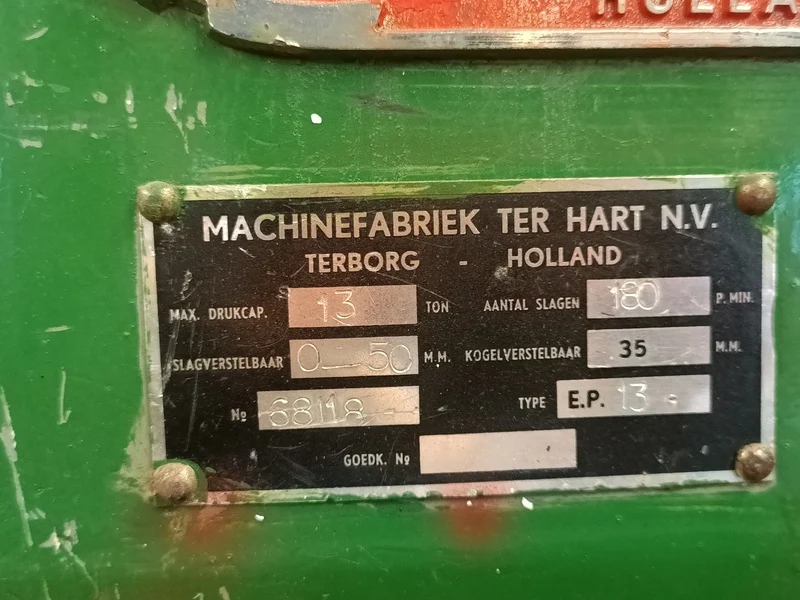 HOLLA
MACHINEFABRIEK TER HART N.V.
TERBORG - HOLLAND
MAX. DRUKCAP. 13 TON AANTAL SLAGEN 180 P. MIN.
SLAGVERSTELBAAR 0-50 M.M. KOGELVERSTELBAAR 35 M.M.
№ 68118 TYPE E.P. 13
GOEDK. №